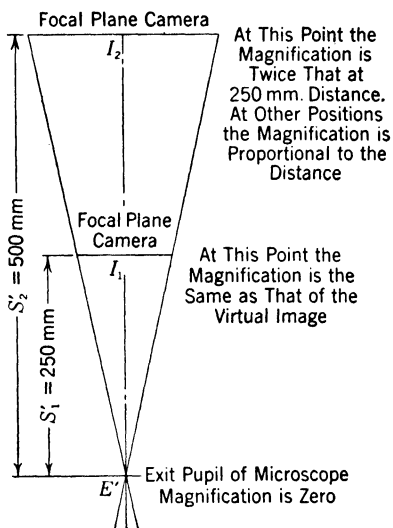 Focal Plane Camera
I₂
At This Point the
Magnification is
Twice That at
250 mm. Distance.
At Other Positions
the Magnification is
Proportional to the
Distance
S′₂ = 500 mm
Focal Plane
Camera
I₁
At This Point the
Magnification is the
Same as That of the
Virtual Image
S′₁ = 250 mm
E′
Exit Pupil of Microscope
Magnification is Zero